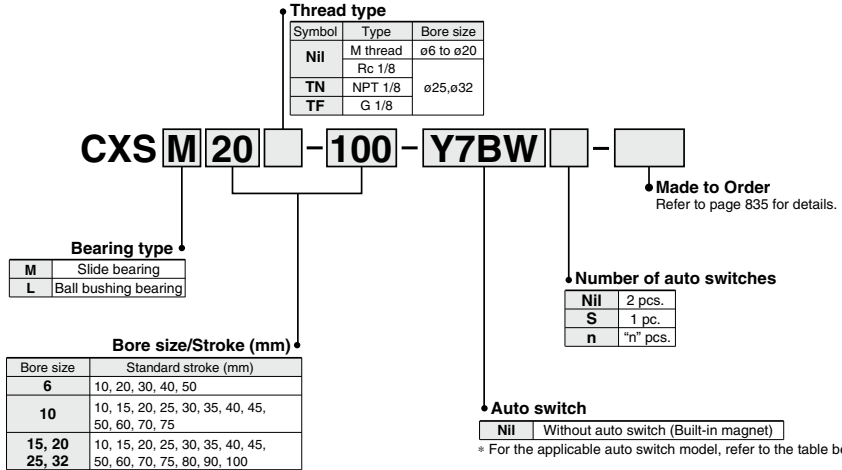 Thread type
Symbol Type Bore size
Nil M thread ø6 to ø20
Rc 1/8 ø25,ø32
TN NPT 1/8
TF G 1/8
CXS M 20 – 100 – Y7BW –
Made to Order
Refer to page 835 for details.
Bearing type
M Slide bearing
L Ball bushing bearing
Number of auto switches
Nil 2 pcs.
S 1 pc.
n “n” pcs.
Bore size/Stroke (mm)
Bore size Standard stroke (mm)
6 10, 20, 30, 40, 50
10 10, 15, 20, 25, 30, 35, 40, 45,
50, 60, 70, 75
15, 20 10, 15, 20, 25, 30, 35, 40, 45,
25, 32 50, 60, 70, 75, 80, 90, 100
Auto switch
Nil Without auto switch (Built-in magnet)
* For the applicable auto switch model, refer to the table be